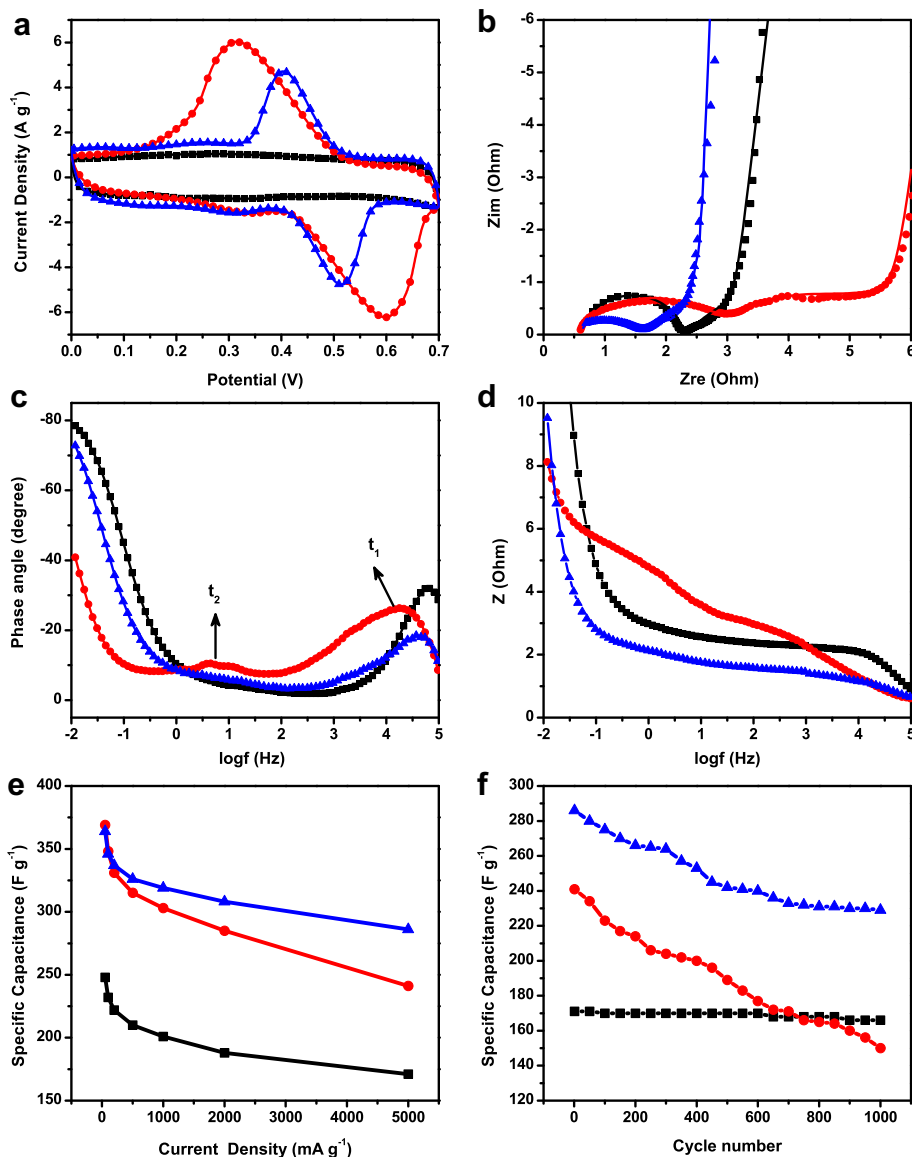 a
6
4
2
0
-2
-4
-6
Current Density (A g-1)
0.0 0.1 0.2 0.3 0.4 0.5 0.6 0.7
Potential (V)
b
-6
-5
-4
-3
-2
-1
0
Zim (Ohm)
0 1 2 3 4 5 6
Zre (Ohm)
c
-80
-60
-40
-20
0
Phase angle (degree)
t2
t1
-2 -1 0 1 2 3 4 5
logf (Hz)
d
10
8
6
4
2
0
Z (Ohm)
-2 -1 0 1 2 3 4 5
logf (Hz)
e
400
350
300
250
200
150
Specific Capacitance (F g-1)
0 1000 2000 3000 4000 5000
Current Density (mA g-1)
f
300
280
260
240
220
200
180
160
140
120
Specific Capacitance (F g-1)
0 200 400 600 800 1000
Cycle number